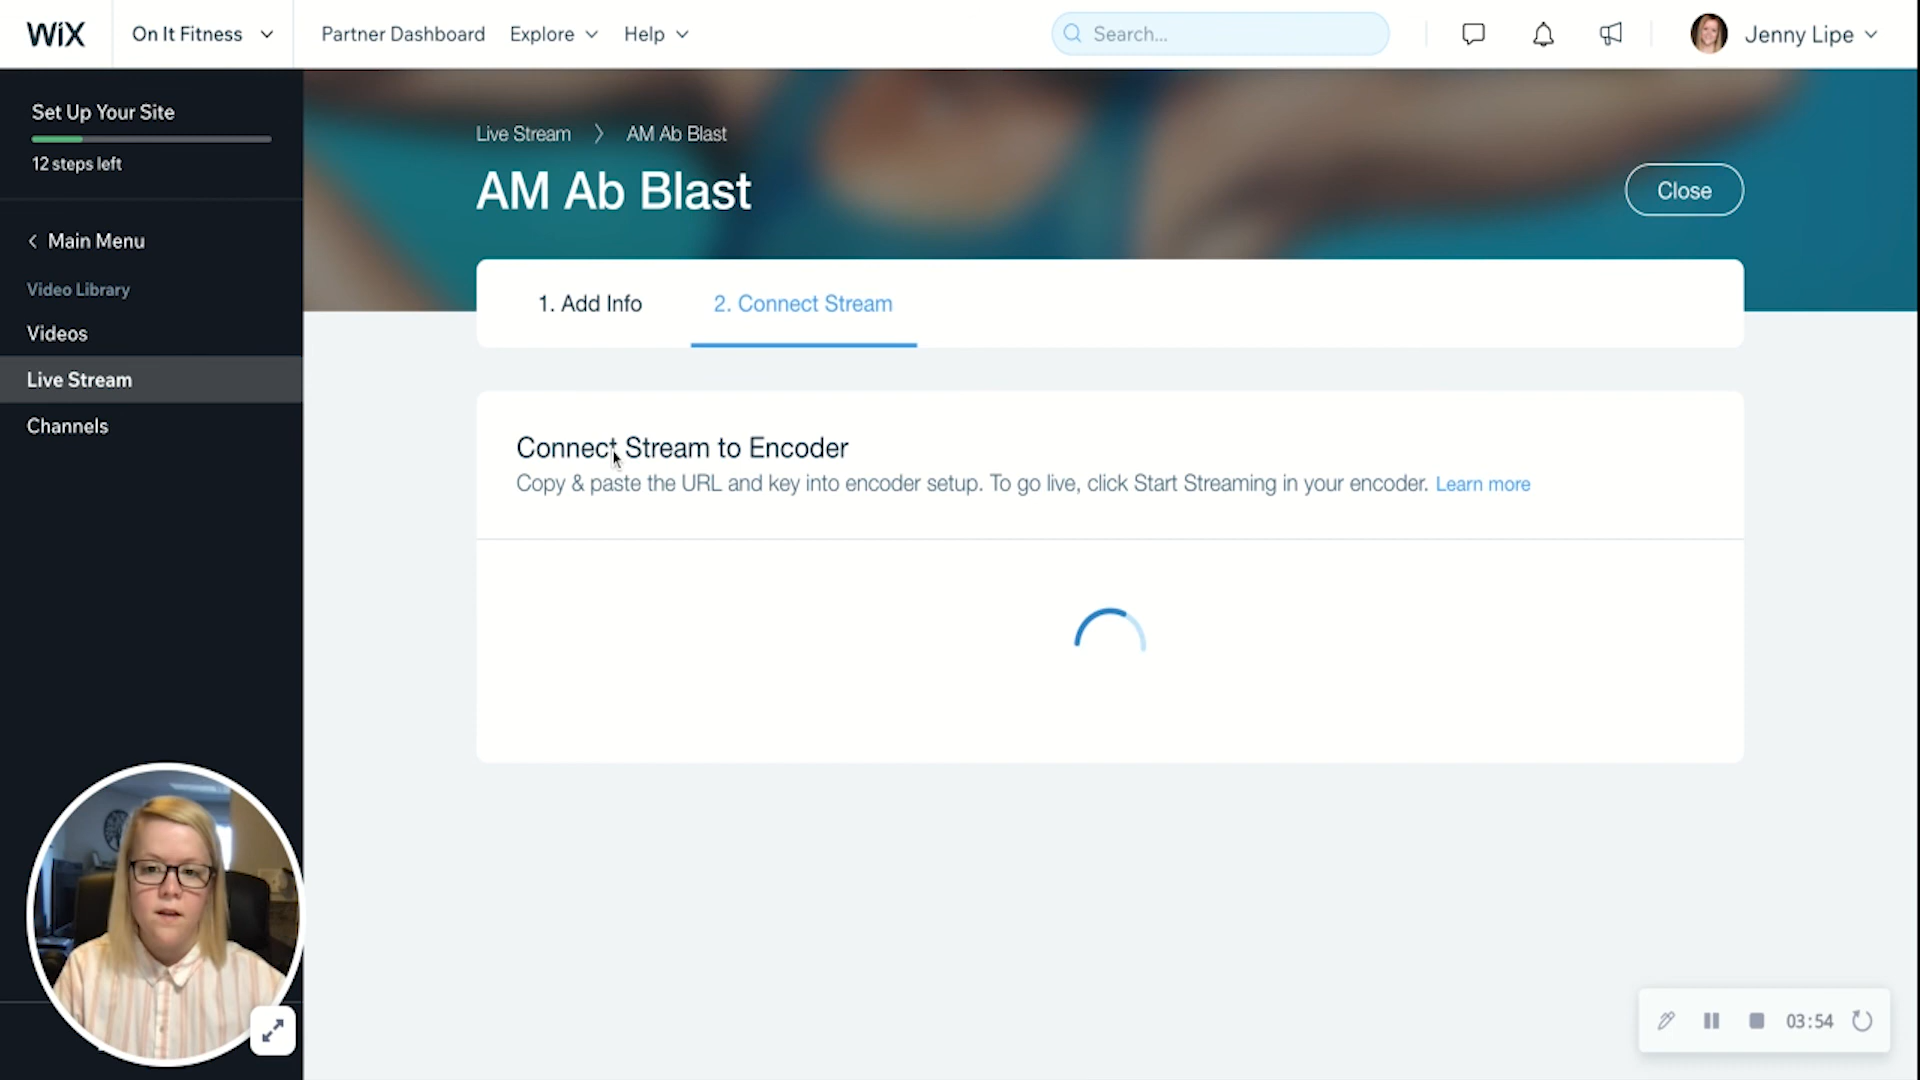 WiX
On It Fitness
Partner Dashboard
Explore
Help
Search...
Jenny Lipe
Set Up Your Site
12 steps left
Main Menu
Video Library
Videos
Live Stream
Channels
Live Stream
AM Ab Blast
AM Ab Blast
Close
1. Add Info
2. Connect Stream
Connect Stream to Encoder
Copy & paste the URL and key into encoder setup. To go live, click Start Streaming in your encoder. Learn more
03:54